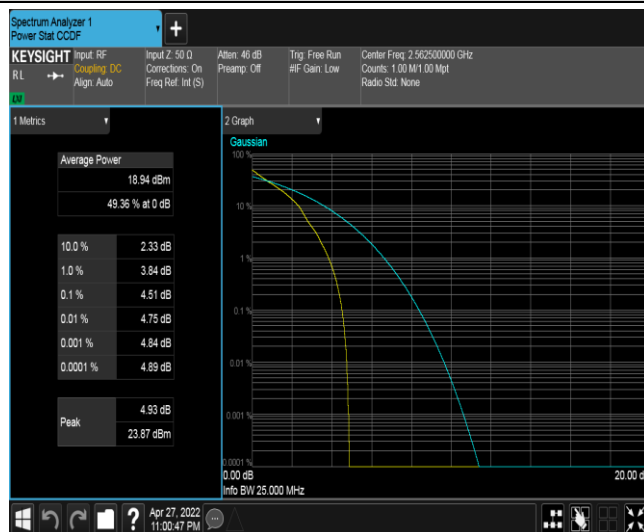 Spectrum Analyzer 1
Power Stat CCDF
KEYSIGHT
RL
Input: RF
Coupling: DC
Align: Auto
Input Z: 50 Ω
Corrections: On
Freq Ref: Int (S)
Atten: 46 dB
Preamp: Off
Trig: Free Run
#IF Gain: Low
Center Freq: 2.562500000 GHz
Counts: 1.00 M/1.00 Mpt
Radio Std: None
1 Metrics
Average Power
18.94 dBm
49.36 % at 0 dB
10.0 % 2.33 dB
1.0 % 3.84 dB
0.1 % 4.51 dB
0.01 % 4.75 dB
0.001 % 4.84 dB
0.0001 % 4.89 dB
Peak
4.93 dB
23.87 dBm
2 Graph
Gaussian
100 %
10 %
1 %
0.1 %
0.01 %
0.001 %
0.0001 %
0.00 dB
20.00 d
Info BW 25.000 MHz
Apr 27, 2022
11:00:47 PM